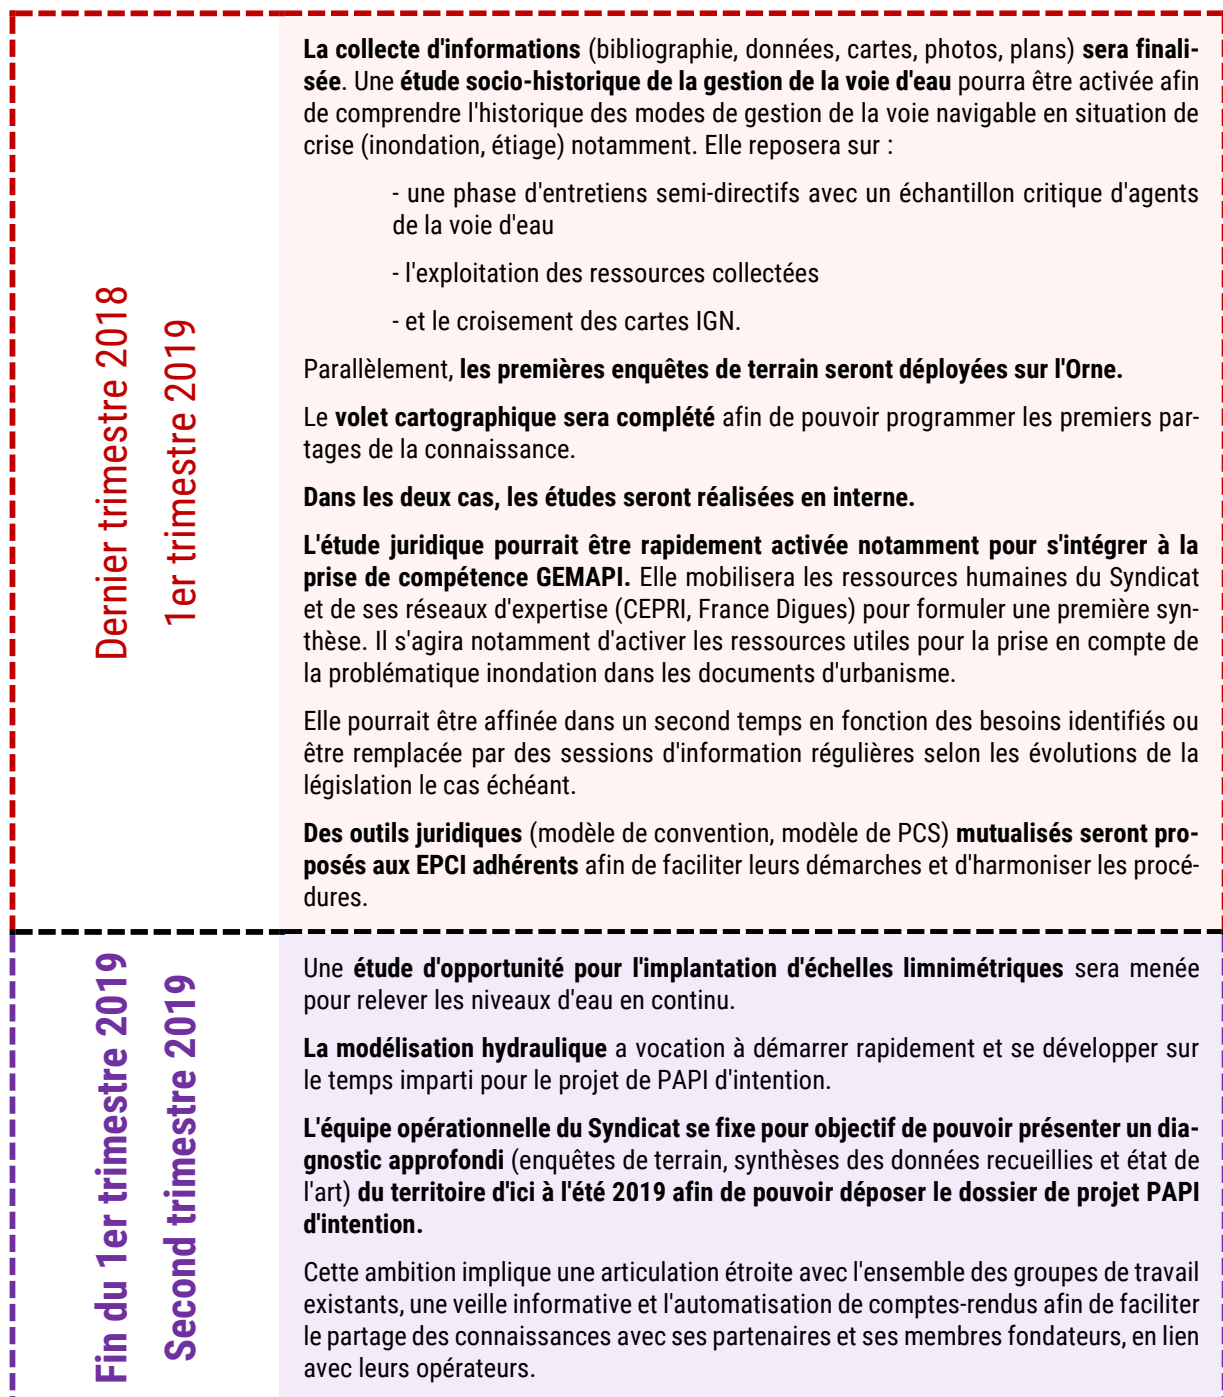 Dernier trimestre 2018
1er trimestre 2019
La collecte d'informations (bibliographie, données, cartes, photos, plans) sera finali-
sée. Une étude socio-historique de la gestion de la voie d'eau pourra être activée afin
de comprendre l'historique des modes de gestion de la voie navigable en situation de
crise (inondation, étiage) notamment. Elle reposera sur :
- une phase d'entretiens semi-directifs avec un échantillon critique d'agents
de la voie d'eau
- l'exploitation des ressources collectées
- et le croisement des cartes IGN.
Parallèlement, les premières enquêtes de terrain seront déployées sur l'Orne.
Le volet cartographique sera complété afin de pouvoir programmer les premiers par-
tages de la connaissance.
Dans les deux cas, les études seront réalisées en interne.
L'étude juridique pourrait être rapidement activée notamment pour s'intégrer à la
prise de compétence GEMAPI. Elle mobilisera les ressources humaines du Syndicat
et de ses réseaux d'expertise (CEPRI, France Digues) pour formuler une première syn-
thèse. Il s'agira notamment d'activer les ressources utiles pour la prise en compte de
la problématique inondation dans les documents d'urbanisme.
Elle pourrait être affinée dans un second temps en fonction des besoins identifiés ou
être remplacée par des sessions d'information régulières selon les évolutions de la
législation le cas échéant.
Des outils juridiques (modèle de convention, modèle de PCS) mutualisés seront pro-
posés aux EPCI adhérents afin de faciliter leurs démarches et d'harmoniser les procé-
dures.
Fin du 1er trimestre 2019
Second trimestre 2019
Une étude d'opportunité pour l'implantation d'échelles limnimétriques sera menée
pour relever les niveaux d'eau en continu.
La modélisation hydraulique a vocation à démarrer rapidement et se développer sur
le temps imparti pour le projet de PAPI d'intention.
L'équipe opérationnelle du Syndicat se fixe pour objectif de pouvoir présenter un dia-
gnostic approfondi (enquêtes de terrain, synthèses des données recueillies et état de
l'art) du territoire d'ici à l'été 2019 afin de pouvoir déposer le dossier de projet PAPI
d'intention.
Cette ambition implique une articulation étroite avec l'ensemble des groupes de travail
existants, une veille informative et l'automatisation de comptes-rendus afin de faciliter
le partage des connaissances avec ses partenaires et ses membres fondateurs, en lien
avec leurs opérateurs.